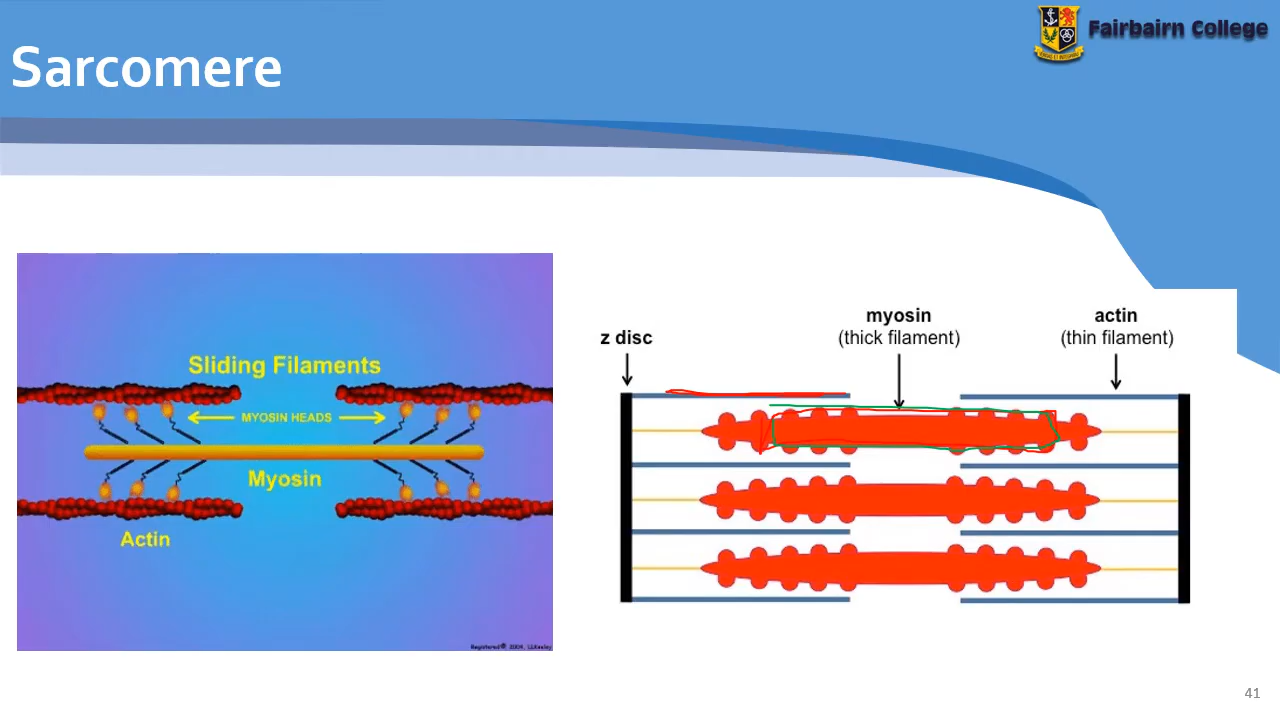 Sarcomere
Fairbairn College
Sliding Filaments
MYOSIN HEADS
Myosin
Actin
z disc
myosin
(thick filament)
actin
(thin filament)
41